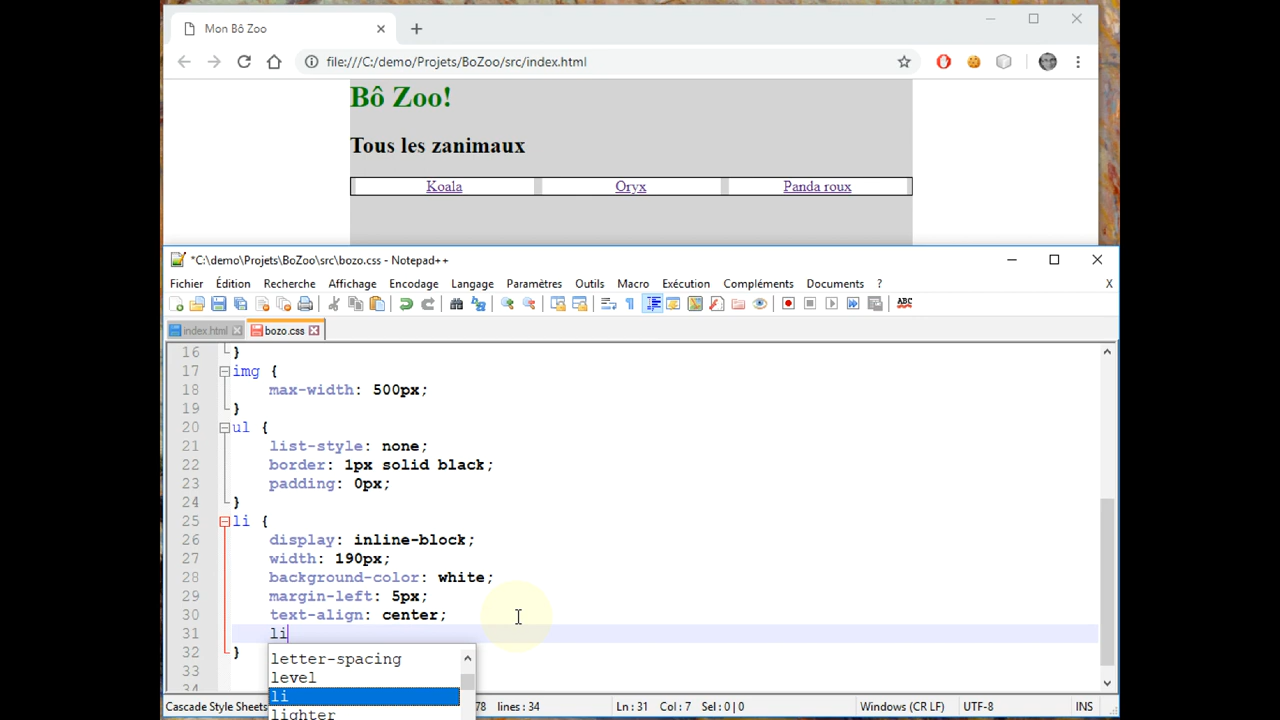 Mon Bô Zoo
file:///C:/demo/Projets/BoZoo/src/index.html
Bô Zoo!
Tous les zanimaux
Koala Oryx Panda roux
*C:\demo\Projets\BoZoo\src\bozo.css - Notepad++
Fichier Édition Recherche Affichage Encodage Langage Paramètres Outils Macro Exécution Compléments Documents ? X
ABC
index.html bozo.css
16 }
17 img {
18 max-width: 500px;
19 }
20 ul {
21 list-style: none;
22 border: 1px solid black;
23 padding: 0px;
24 }
25 li {
26 display: inline-block;
27 width: 190px;
28 background-color: white;
29 margin-left: 5px;
30 text-align: center;
31 li
32 }
letter-spacing
33
level
34
li
lighter
Cascade Style Sheets 78 lines : 34 Ln : 31 Col : 7 Sel : 0 | 0 Windows (CR LF) UTF-8 INS